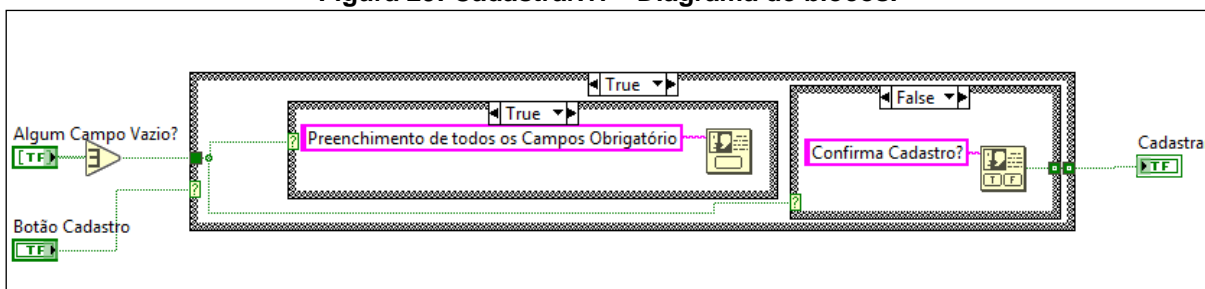 Figura Diagrama de blocos.
True
True
False
Algum Campo Vazio?
TF
Preenchimento de todos os Campos Obrigatório
Confirma Cadastro?
T F
Cadastra
TF
Botão Cadastro
TF